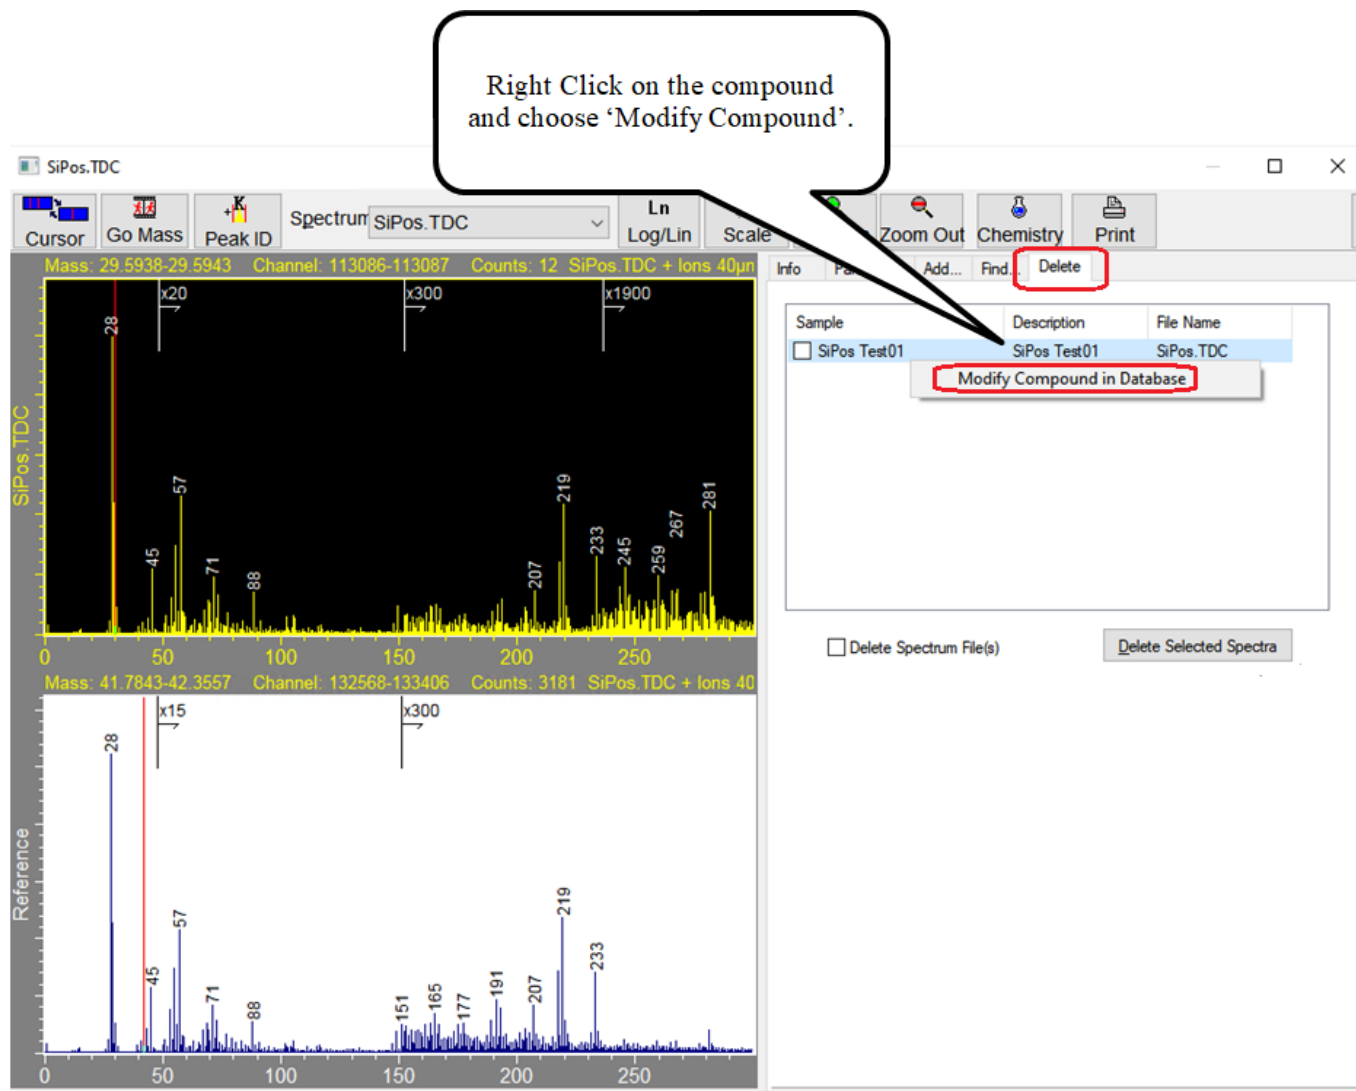 Right Click on the compound
and choose ‘Modify Compound’.
SiPos.TDC
Cursor
Go Mass
Peak ID
Spectrum
SiPos.TDC
Ln
Log/Lin
Scale
Zoom Out
Chemistry
Print
Mass: 29.5938-29.5943 Channel: 113086-113087 Counts: 12 SiPos.TDC + Ions 40µm
Info
Add...
Find...
Delete
x20
x300
x1900
28
45
57
71
88
207
219
233
245
259
267
281
SiPos.TDC
0 50 100 150 200 250
Sample Description File Name
SiPos Test01 SiPos Test01 SiPos.TDC
Modify Compound in Database
Delete Spectrum File(s)
Delete Selected Spectra
Mass: 41.7843-42.3557 Channel: 132568-133406 Counts: 3181 SiPos.TDC + Ions 40
x15
x300
28
45
57
71
88
151
165
177
191
207
219
233
Reference
0 50 100 150 200 250